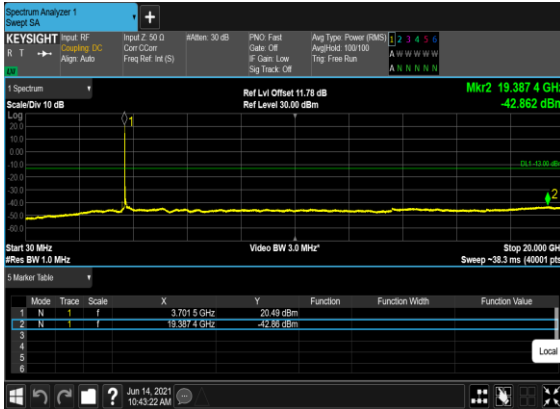 Spectrum Analyzer 1
Swept SA
+
KEYSIGHT Input: RF Input Z: 50 Ω #Atten: 30 dB PNO: Fast Avg Type: Power (RMS) 1 2 3 4 5 6
R T Coupling: DC Corr CCorr Gate: Off Avg|Hold: 100/100 A W W W W W
Align: Auto Freq Ref: Int (S) IF Gain: Low Trig: Free Run
Sig Track: Off A N N N N N
1 Spectrum
Ref Lvl Offset 11.78 dB Mkr2 19.387 4 GHz
Scale/Div 10 dB Ref Level 30.00 dBm -42.862 dBm
Log
20.0
10.0
0.00
-10.0
-20.0
-30.0
-40.0
-50.0
-60.0
1
DL1 -13.00 dBm
2
Start 30 MHz Video BW 3.0 MHz* Stop 20.000 GH
#Res BW 1.0 MHz Sweep ~38.3 ms (40001 pts
5 Marker Table
Mode Trace Scale X Y Function Function Width Function Value
1 N 1 f 3.701 5 GHz 20.49 dBm
2 N 1 f 19.387 4 GHz -42.86 dBm
3
4
5
6
Local
? Jun 14, 2021
10:43:22 AM